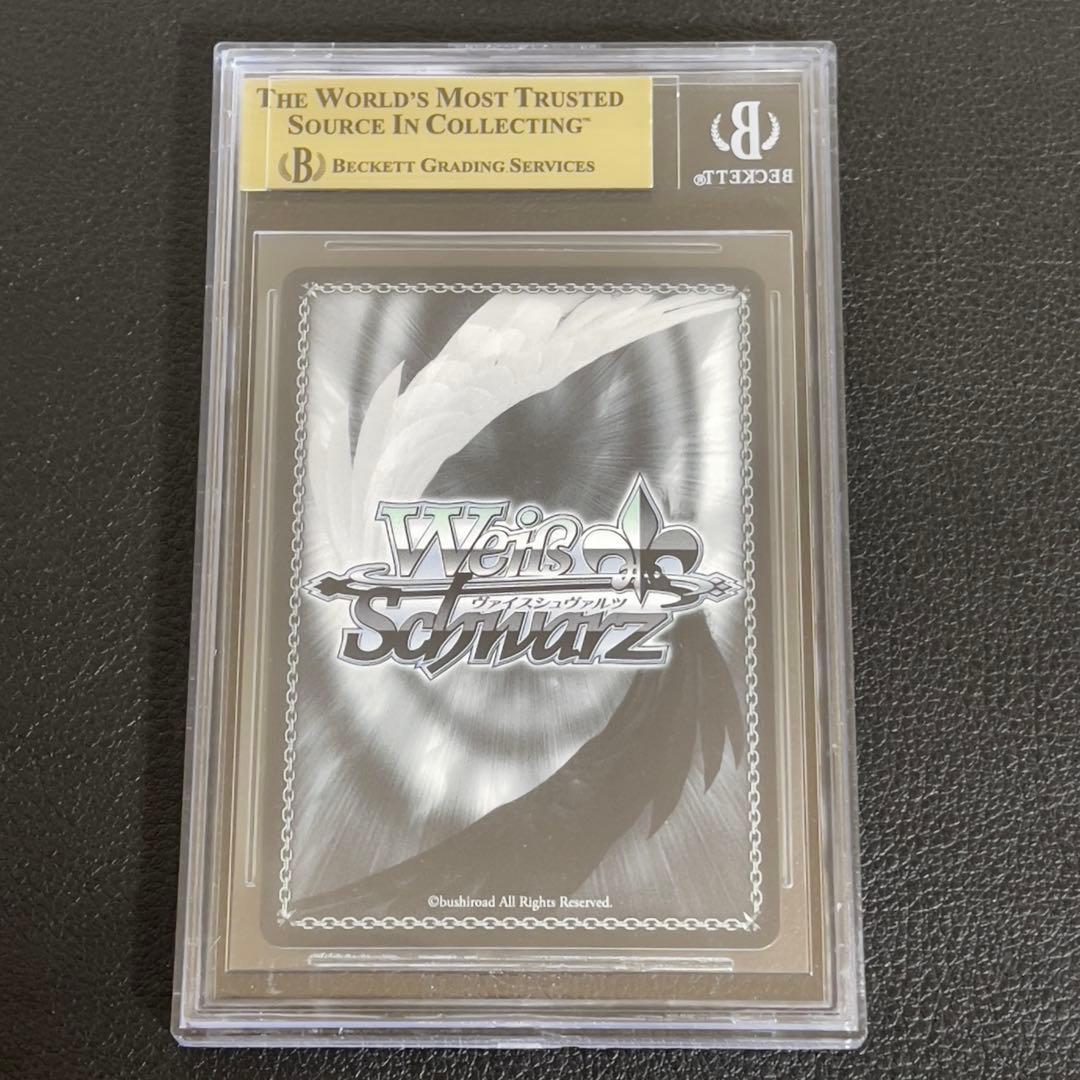 THE WORLD'S MOST TRUSTED
SOURCE IN COLLECTING™
B BECKETT GRADING SERVICES
B
BECKETT®
Weiß
ヴァイスシュヴァルツ
Schwarz
©bushiroad All Rights Reserved.